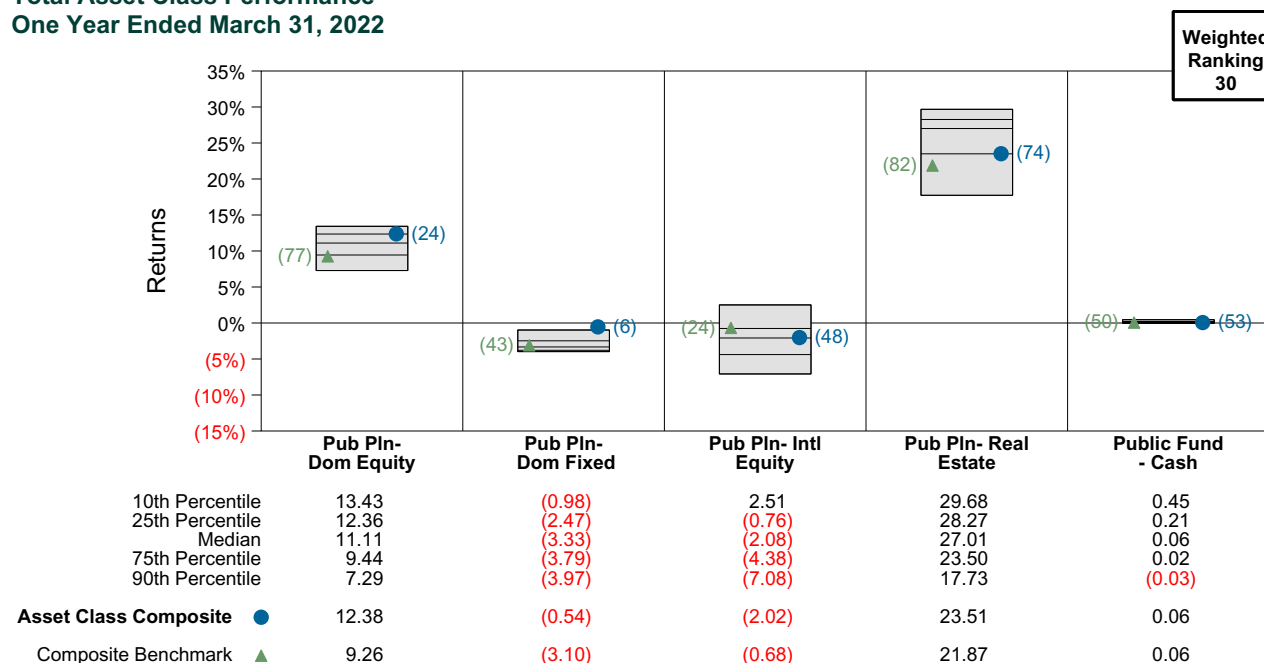 Total Asset Class Performance
One Year Ended March 31, 2022
Weighted
Ranking
30
35%
30%
25%
20%
15%
10%
5%
0%
(5%)
(10%)
(15%)
Returns
(77)
(24)
(43)
(6)
(24)
(48)
(82)
(74)
(50)
(53)
Pub Pln- Dom Equity
Pub Pln- Dom Fixed
Pub Pln- Intl Equity
Pub Pln- Real Estate
Public Fund - Cash
10th Percentile 13.43 (0.98) 2.51 29.68 0.45
25th Percentile 12.36 (2.47) (0.76) 28.27 0.21
Median 11.11 (3.33) (2.08) 27.01 0.06
75th Percentile 9.44 (3.79) (4.38) 23.50 0.02
90th Percentile 7.29 (3.97) (7.08) 17.73 (0.03)
Asset Class Composite 12.38 (0.54) (2.02) 23.51 0.06
Composite Benchmark 9.26 (3.10) (0.68) 21.87 0.06